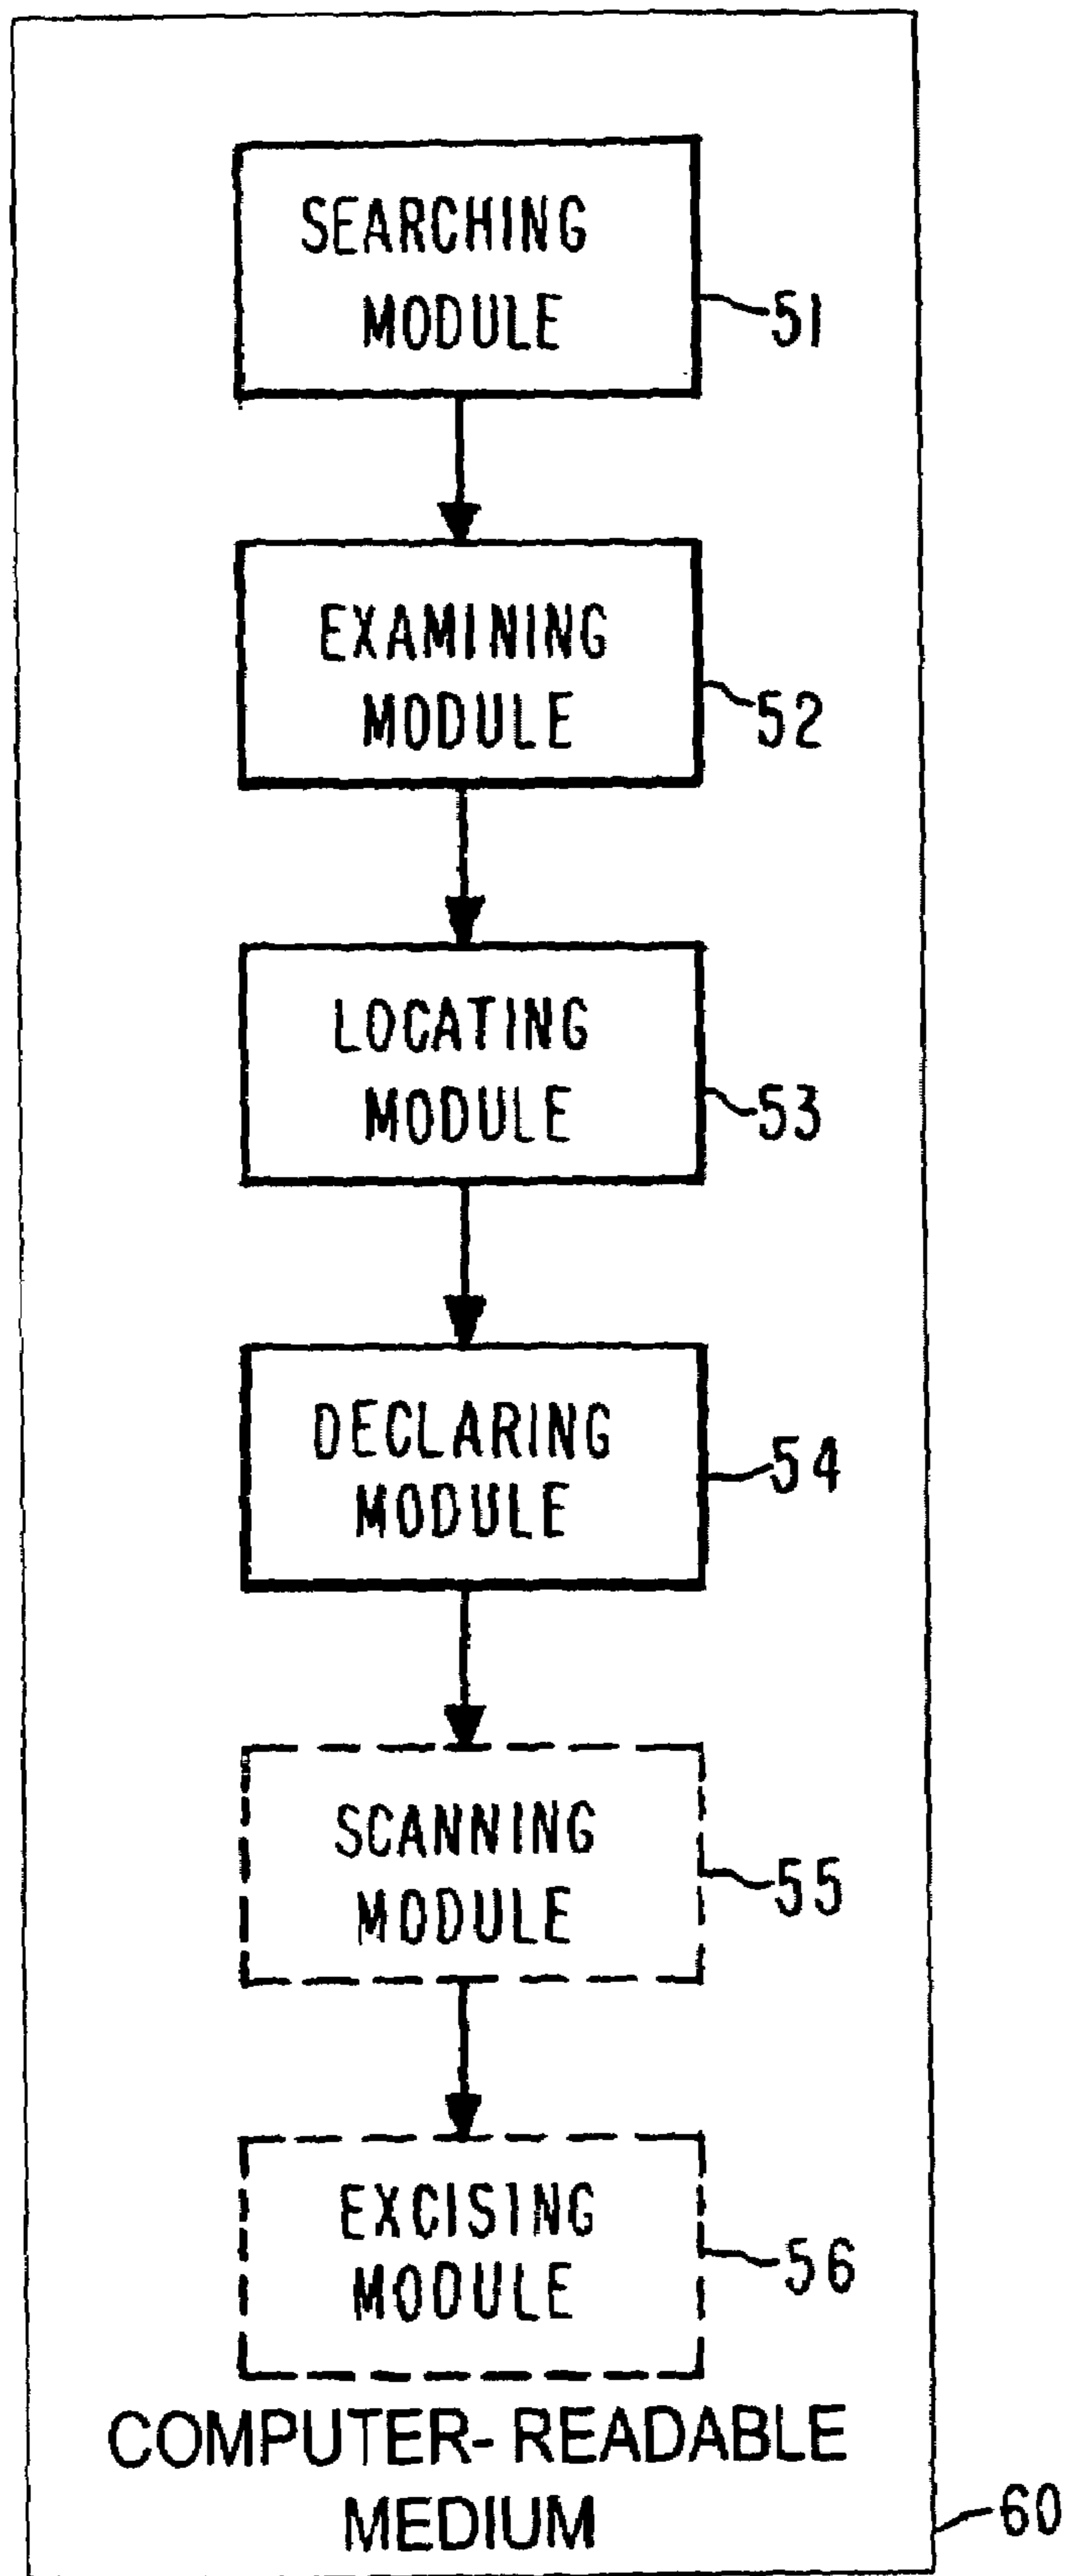 SEARCHING
MODULE
51
EXAMINING
MODULE
52
LOCATING
MODULE
53
DECLARING
MODULE
54
SCANNING
MODULE
55
EXCISING
MODULE
56
COMPUTER- READABLE
MEDIUM
60